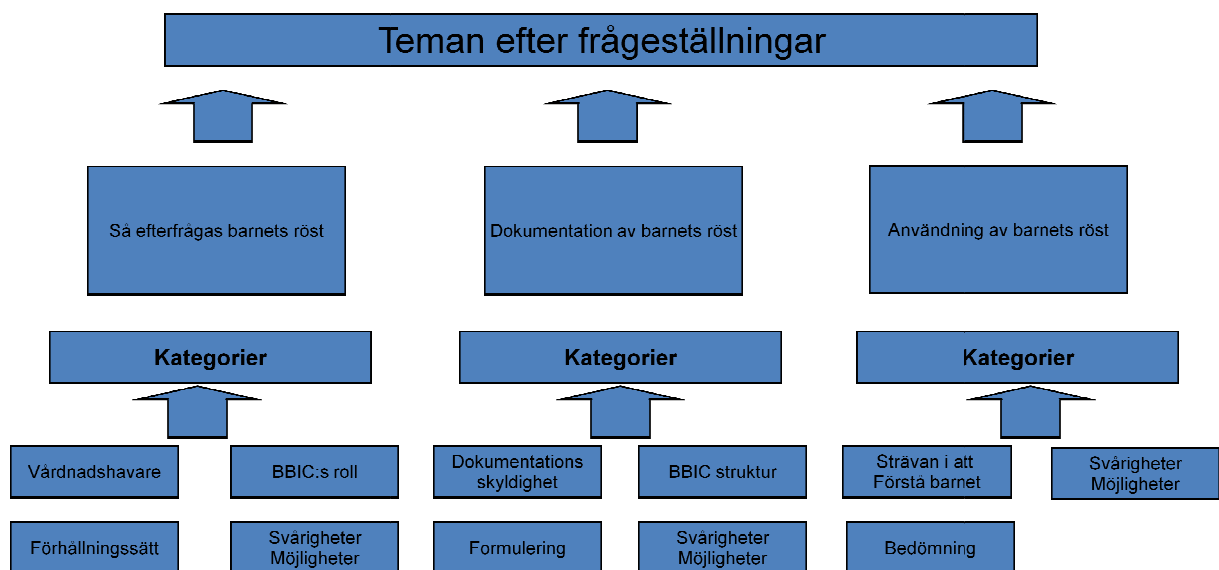 Teman efter frågeställningar
Så efterfrågas barnets röst
Dokumentation av barnets röst
Användning av barnets röst
Kategorier
Kategorier
Kategorier
Vårdnadshavare
BBIC:s roll
Dokumentations
skyldighet
BBIC struktur
Strävan i att
Förstå barnet
Svårigheter
Möjligheter
Förhållningssätt
Svårigheter
Möjligheter
Formulering
Svårigheter
Möjligheter
Bedömning